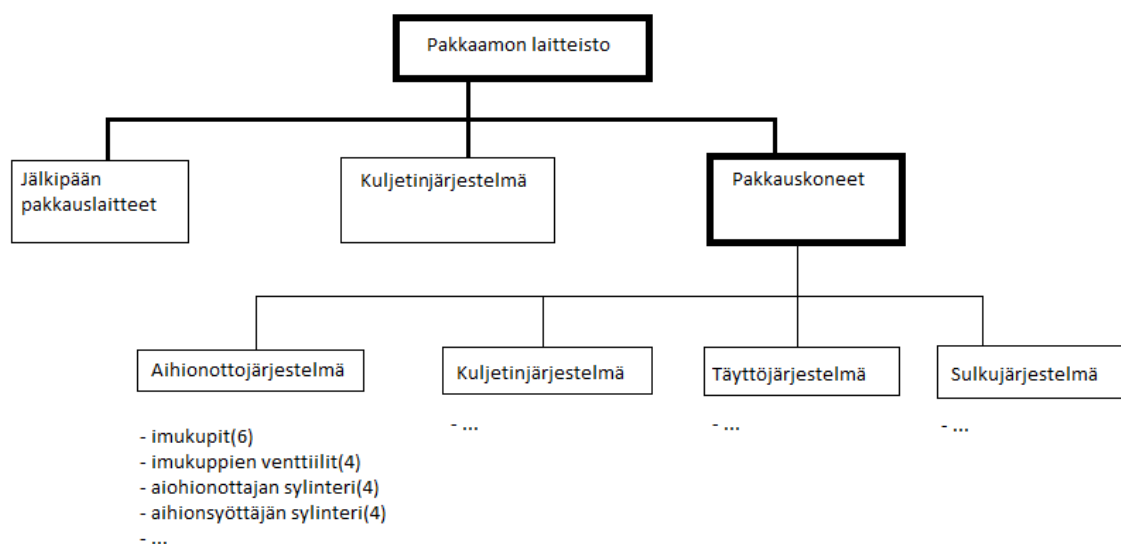 Pakkaamon laitteisto
Jälkipään
pakkauslaitteet
Kuljetinjärjestelmä
Pakkauskoneet
Aihionottojärjestelmä
Kuljetinjärjestelmä
Täyttöjärjestelmä
Sulkujärjestelmä
- imukupit(6)
- imukuppien venttiilit(4)
- aiohionottajan sylinteri(4)
- aihionsyöttäjän sylinteri(4)
- ...
- ...
- ...
- ...